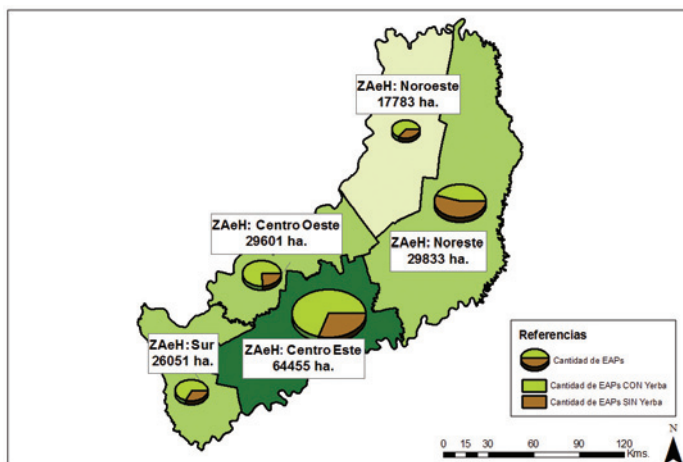 ZAeH: Noroeste
17783 ha.
ZAeH: Centro Oeste
29601 ha.
ZAeH: Noreste
29833 ha.
ZAeH: Sur
26051 ha.
ZAeH: Centro Este
64455 ha.
Referencias
Cantidad de EAPs
Cantidad de EAPs CON Yerba
Cantidad de EAPs SIN Yerba
N
0 15 30 60 90 120
Kms.